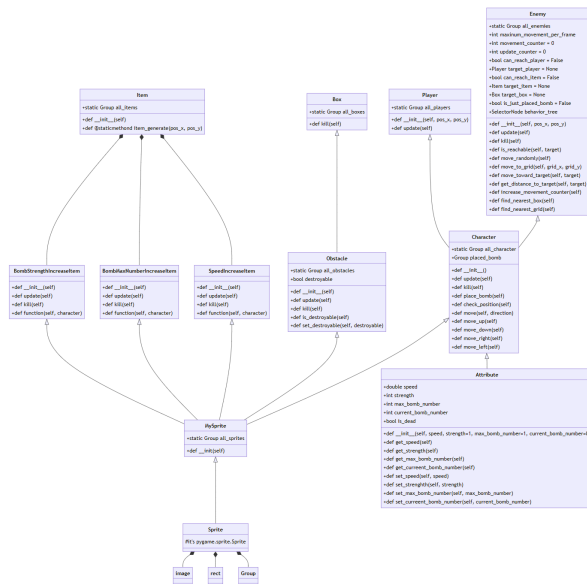 Enemy
+static Group all_enemies
+int maximum_movement_per_frame
+int movement_counter = 0
+int update_counter = 0
+bool can_reach_player = False
+Player target_player = None
+bool can_reach_item = False
+Item target_item = None
+Box target_box = None
+bool is_just_placed_bomb = False
+SelectorNode behavior_tree
+def __init__(self, pos_x, pos_y)
+def update(self)
+def kill(self)
+def is_reachable(self, target)
+def move_randomly(self)
+def move_to_grid(self, grid_x, grid_y)
+def move_toward_target(self, target)
+def get_distance_to_target(self, target)
+def increase_movement_counter(self)
+def find_nearest_box(self)
+def find_nearest_grid(self)
Item
+static Group all_items
+def __init__(self)
+def @staticmethond item_generate(pos_x, pos_y)
Box
+static Group all_boxes
+def kill(self)
Player
+static Group all_players
+def __init__(self, pos_x, pos_y)
+def update(self)
BombStrengthIncreaseItem
+def __init__(self)
+def update(self)
+def kill(self)
+def function(self, character)
BombMaxNumberIncreaseItem
+def __init__(self)
+def update(self)
+def kill(self)
+def function(self, character)
SpeedIncreaseItem
+def __init__(self)
+def update(self)
+def kill(self)
+def function(self, character)
Obstacle
+static Group all_obstacles
+bool destroyable
+def __init__(self)
+def update(self)
+def kill(self)
+def is_destroyable(self)
+def set_destroyable(self, destroyable)
Character
+static Group all_character
+Group placed_bomb
+def __init__()
+def update(self)
+def kill(self)
+def place_bomb(self)
+def check_position(self)
+def move(self, direction)
+def move_up(self)
+def move_down(self)
+def move_right(self)
+def move_left(self)
Attribute
+double speed
+int strength
+int max_bomb_number
+int current_bomb_number
+bool is_dead
+def __init__(self, speed, strength=1, max_bomb_number=1, current_bomb_number=
+def get_speed(self)
+def get_strength(self)
+def get_max_bomb_number(self)
+def get_curreent_bomb_number(self)
+def set_speed(self, speed)
+def set_strenghth(self, strength)
+def set_max_bomb_number(self, max_bomb_number)
+def set_curreent_bomb_number(self, current_bomb_number)
MySprite
+static Group all_sprites
+def __init(self)
Sprite
#it's pygame.sprite.Sprite
image
rect
Group